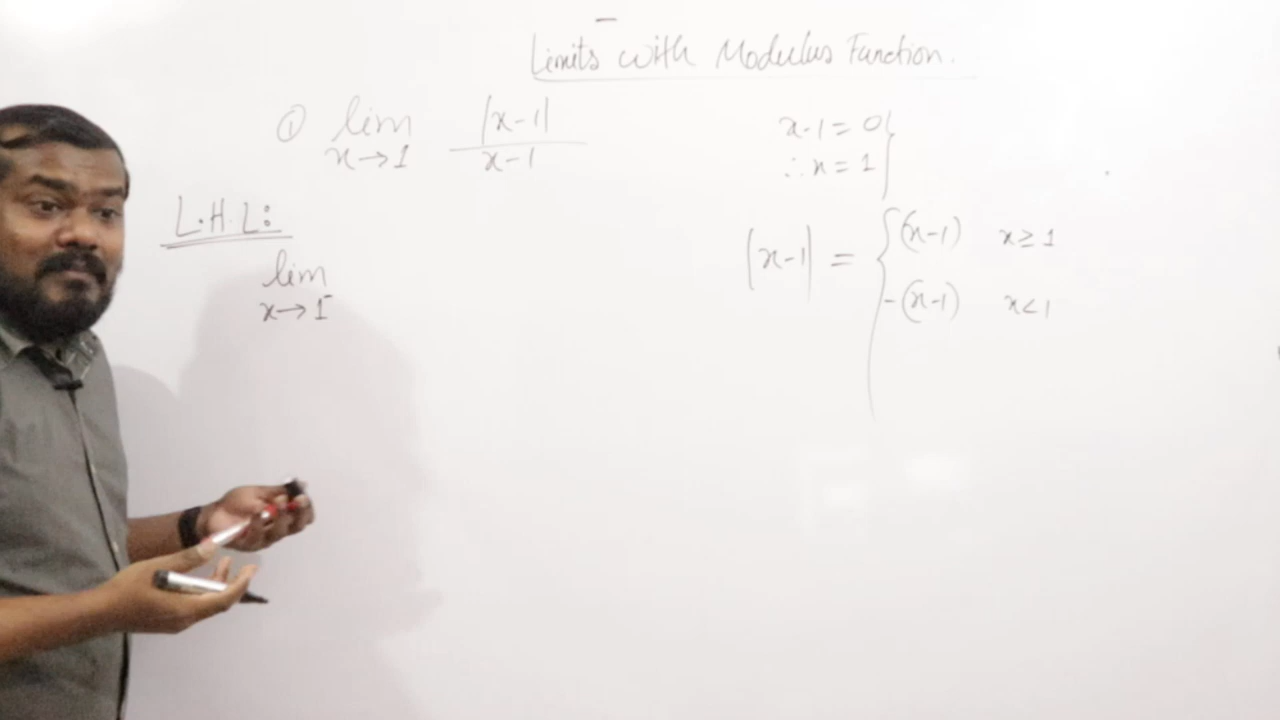 Limits with Modulus Function.
① lim x→1 |x-1| / x-1
x-1 = 0
∴ x = 1
L.H.L:
lim x→1⁻
|x-1| = { (x-1) x ≥ 1
-(x-1) x < 1